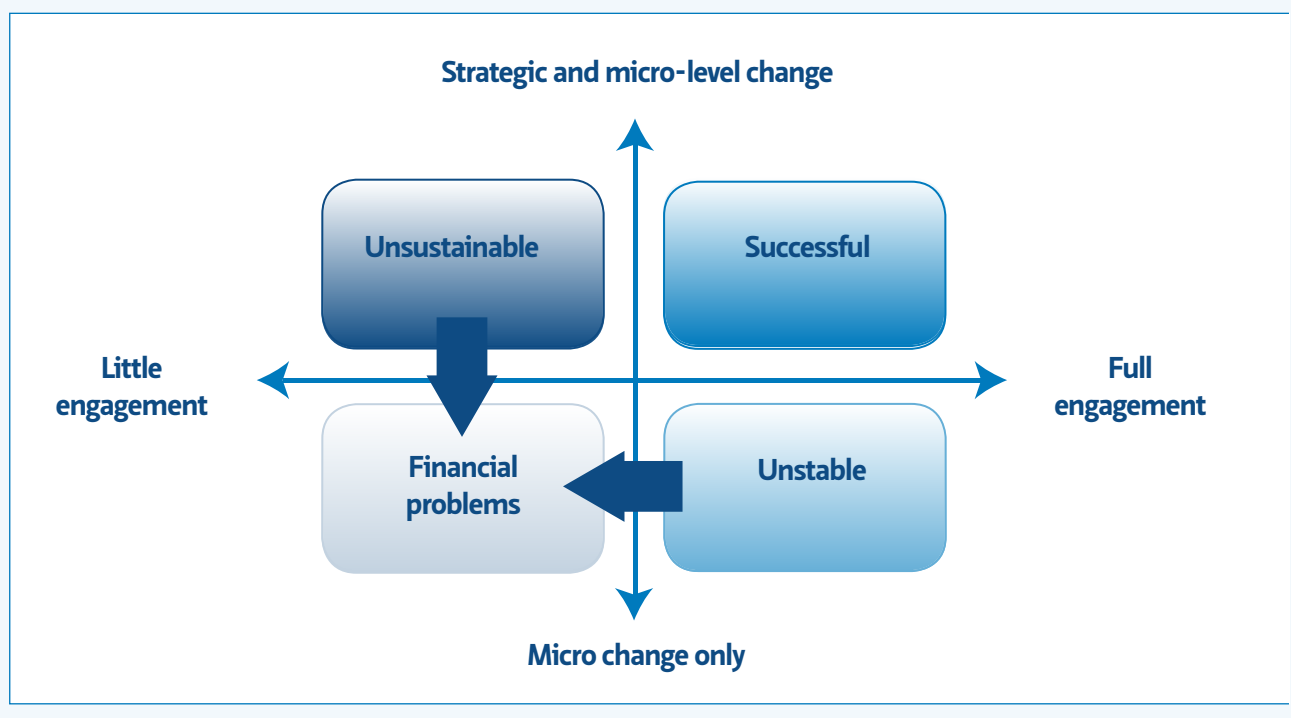 Strategic and micro-level change
Unsustainable
Successful
Little
engagement
Full
engagement
Financial
problems
Unstable
Micro change only